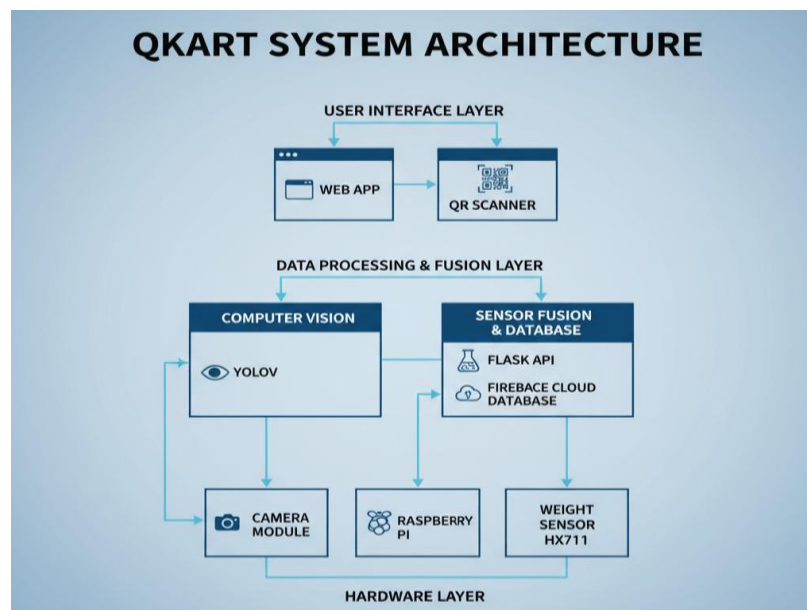 QKART SYSTEM ARCHITECTURE
USER INTERFACE LAYER
WEB APP
QR SCANNER
DATA PROCESSING & FUSION LAYER
COMPUTER VISION
YOLOV
SENSOR FUSION
& DATABASE
FLASK API
FIREBACE CLOUD
DATABASE
CAMERA
MODULE
RASPBERRY
PI
WEIGHT
SENSOR
HX711
HARDWARE LAYER